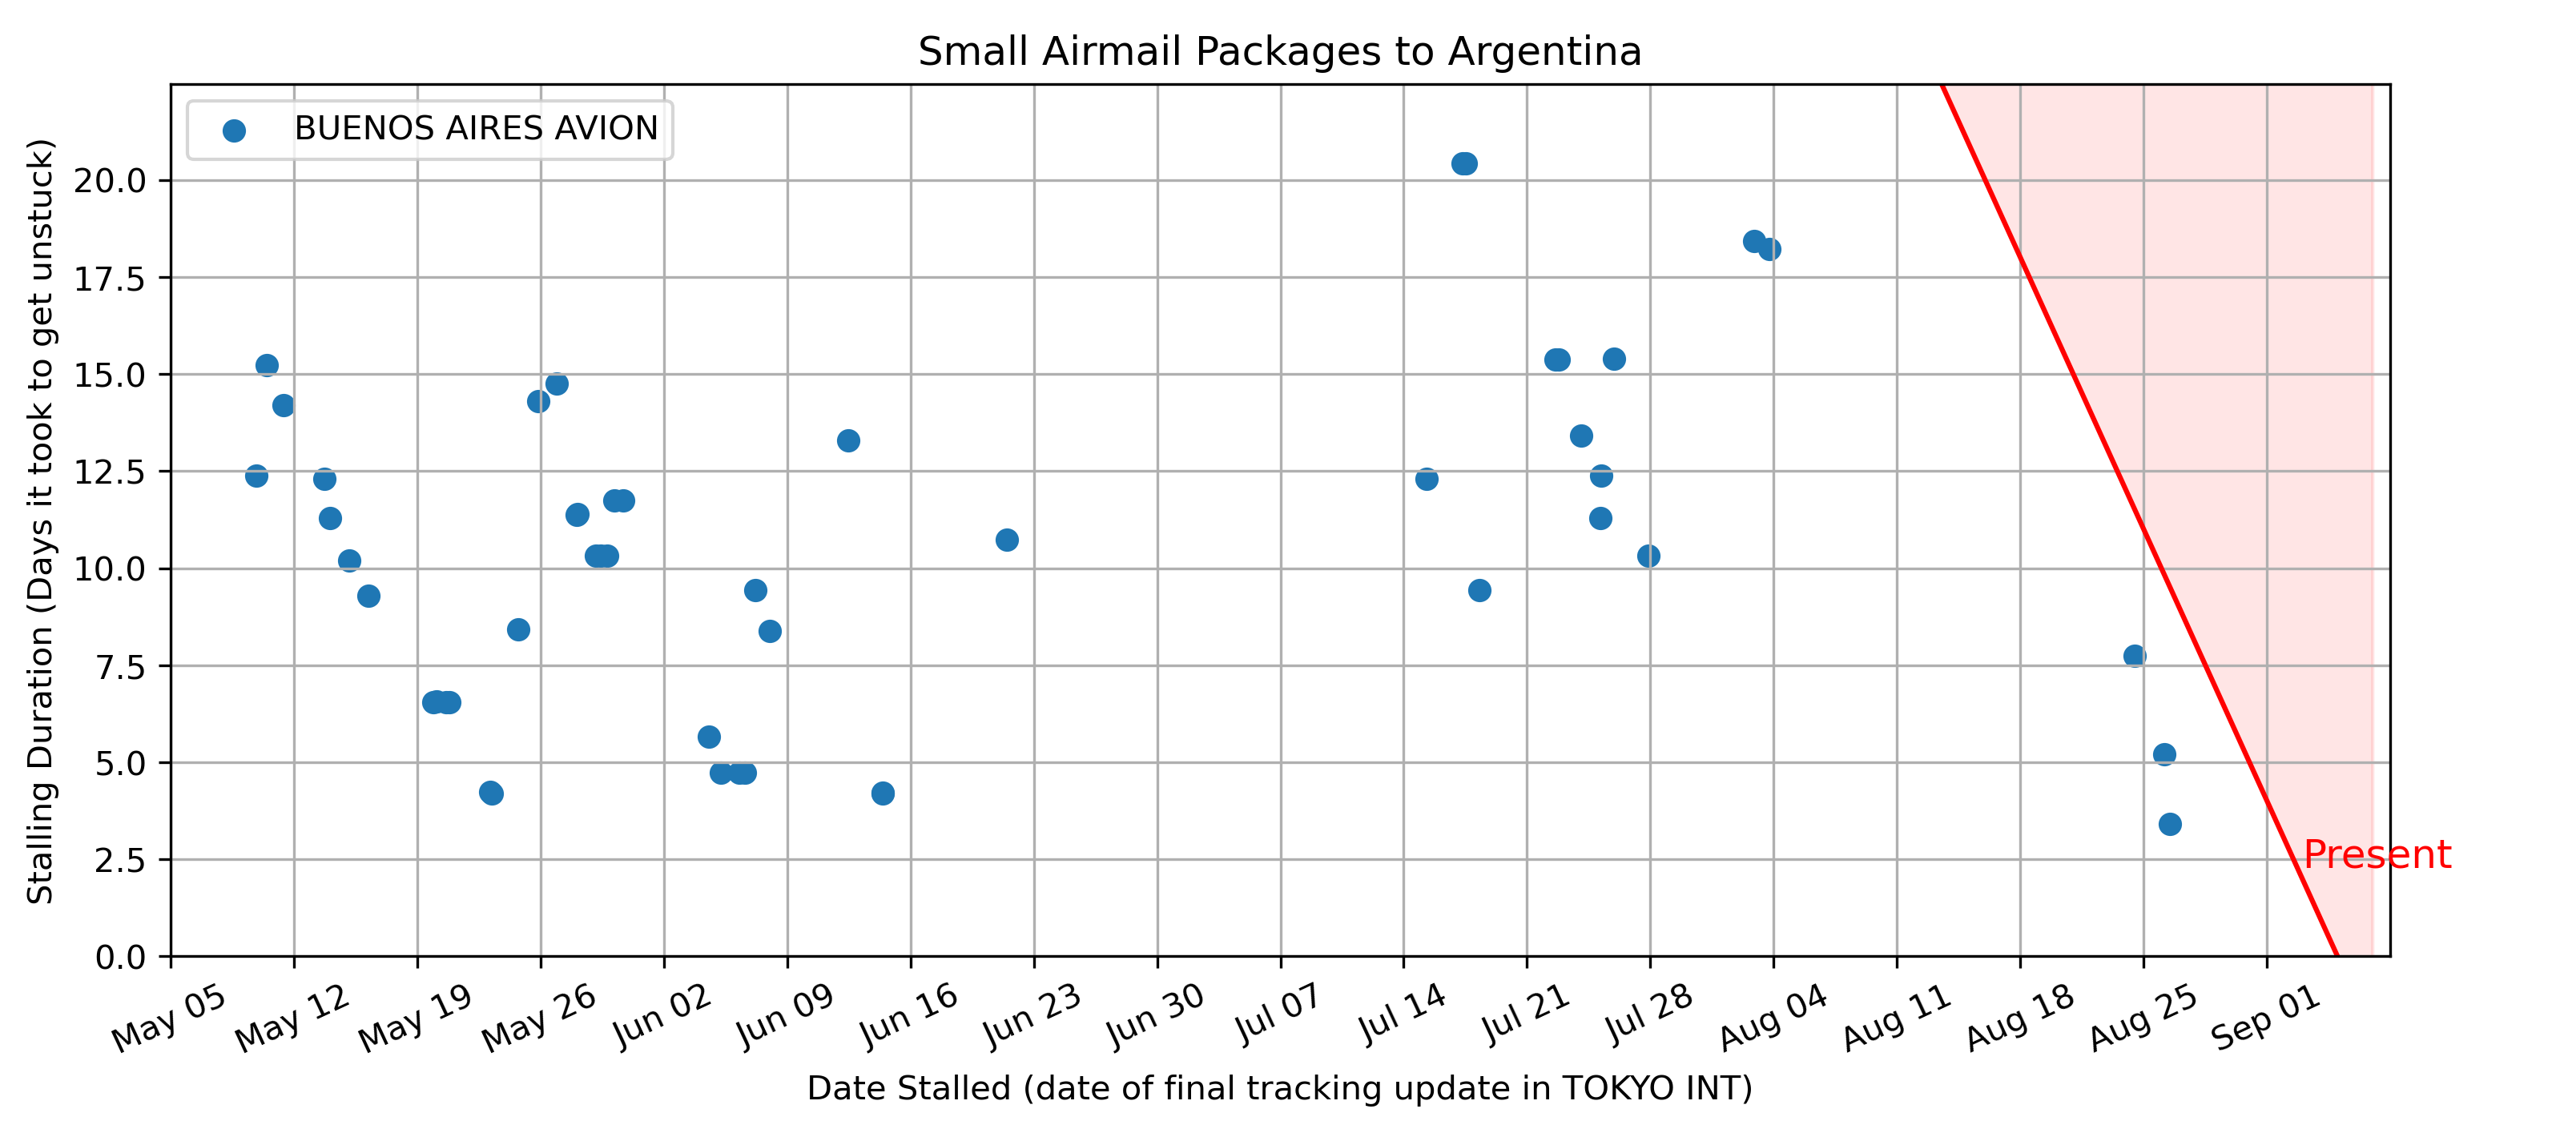 Small Airmail Packages to Argentina
BUENOS AIRES AVION
Stalling Duration (Days it took to get unstuck)
20.0
17.5
15.0
12.5
10.0
7.5
5.0
2.5
0.0
Present
May 05
May 12
May 19
May 26
Jun 02
Jun 09
Jun 16
Jun 23
Jun 30
Jul 07
Jul 14
Jul 21
Jul 28
Aug 04
Aug 11
Aug 18
Aug 25
Sep 01
Date Stalled (date of final tracking update in TOKYO INT)